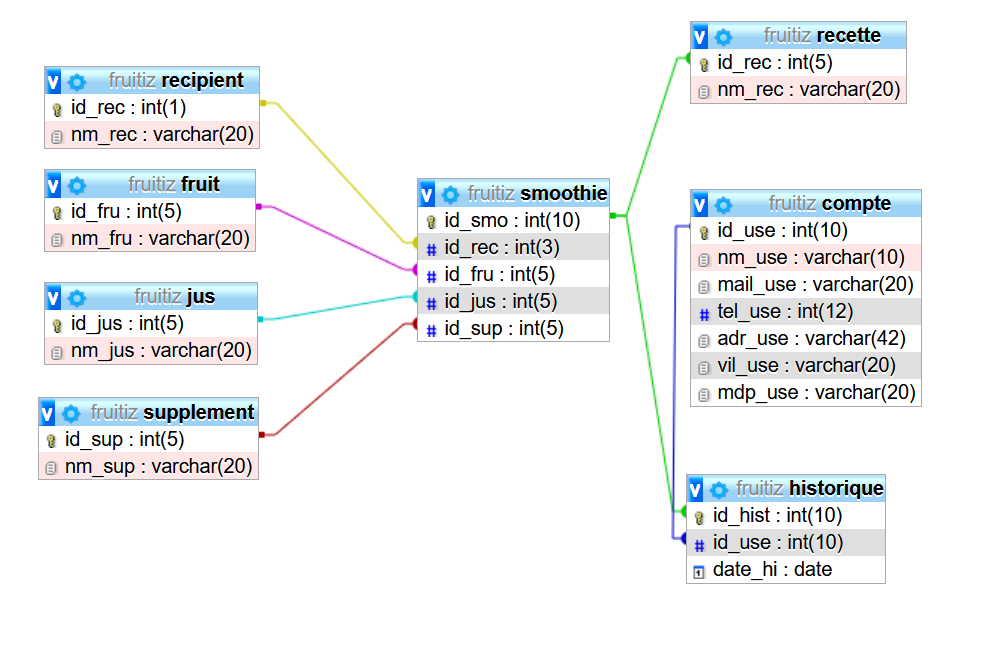 fruitiz recipient
id_rec : int(1)
nm_rec : varchar(20)
fruitiz fruit
id_fru : int(5)
nm_fru : varchar(20)
fruitiz jus
id_jus : int(5)
nm_jus : varchar(20)
fruitiz supplement
id_sup : int(5)
nm_sup : varchar(20)
fruitiz smoothie
id_smo : int(10)
id_rec : int(3)
id_fru : int(5)
id_jus : int(5)
id_sup : int(5)
fruitiz recette
id_rec : int(5)
nm_rec : varchar(20)
fruitiz compte
id_use : int(10)
nm_use : varchar(10)
mail_use : varchar(20)
tel_use : int(12)
adr_use : varchar(42)
vil_use : varchar(20)
mdp_use : varchar(20)
fruitiz historique
id_hist : int(10)
id_use : int(10)
date_hi : date